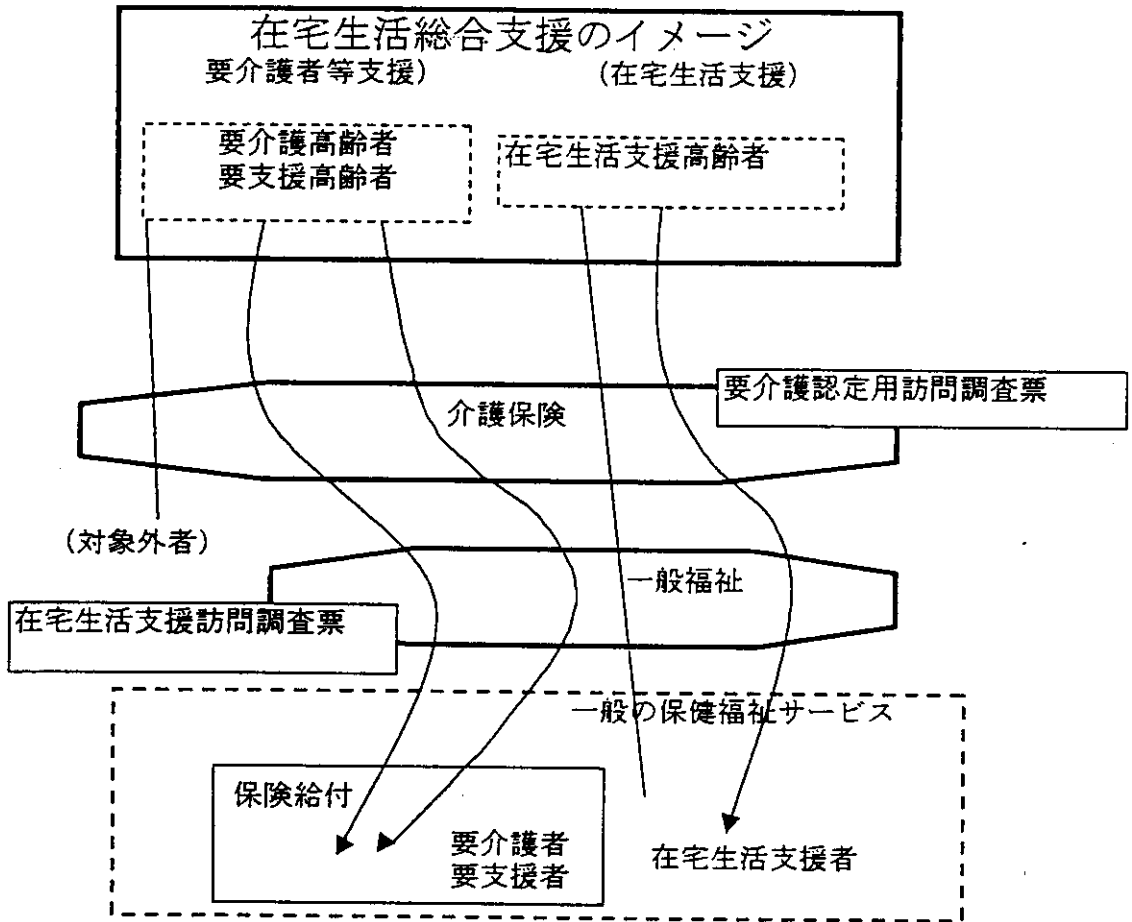 在宅生活総合支援のイメージ
要介護者等支援)
(在宅生活支援)
要介護高齢者
要支援高齢者
在宅生活支援高齢者
要介護認定用訪問調査票
介護保険
(対象外者)
一般福祉
在宅生活支援訪問調査票
一般の保健福祉サービス
保険給付
要介護者
要支援者
在宅生活支援者